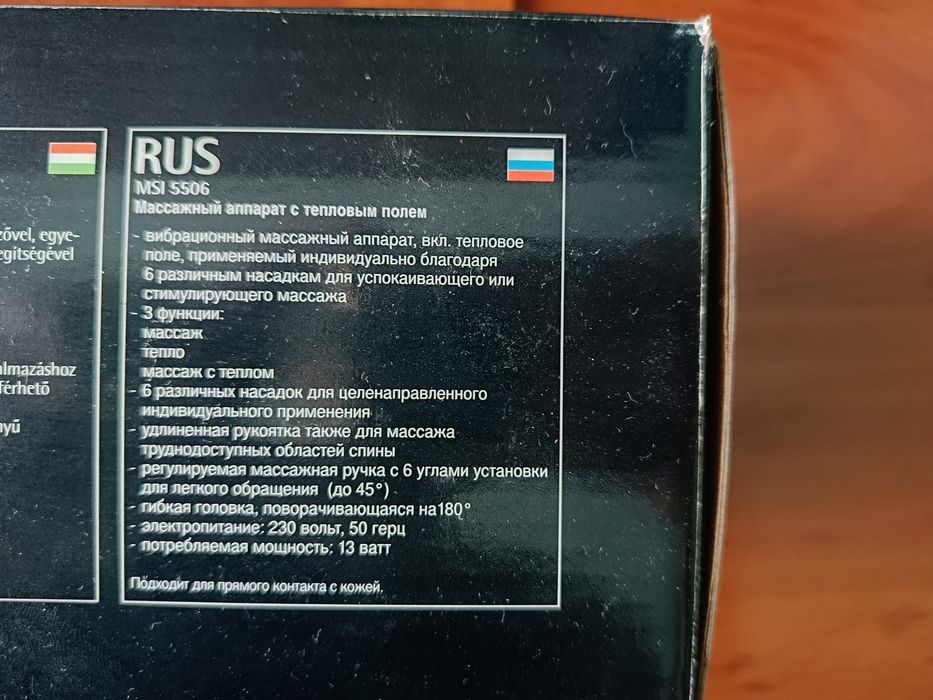 zővel, egye-
egítségével
almazáshoz
férhető
nyű
RUS
MSI 5506
Массажный аппарат с тепловым полем
- вибрационный массажный аппарат, вкл. тепловое
поле, применяемый индивидуально благодаря
6 различным насадкам для успокаивающего или
стимулирующего массажа
- 3 функции:
массаж
тепло
массаж с теплом
- 6 различных насадок для целенаправленного
индивидуального применения
- удлиненная рукоятка также для массажа
труднодоступных областей спины
- регулируемая массажная ручка с 6 углами установки
для легкого обращения (до 45°)
- гибкая головка, поворачивающаяся на180°
- электропитание: 230 вольт, 50 герц
- потребляемая мощность: 13 ватт
Подходит для прямого контакта с кожей.